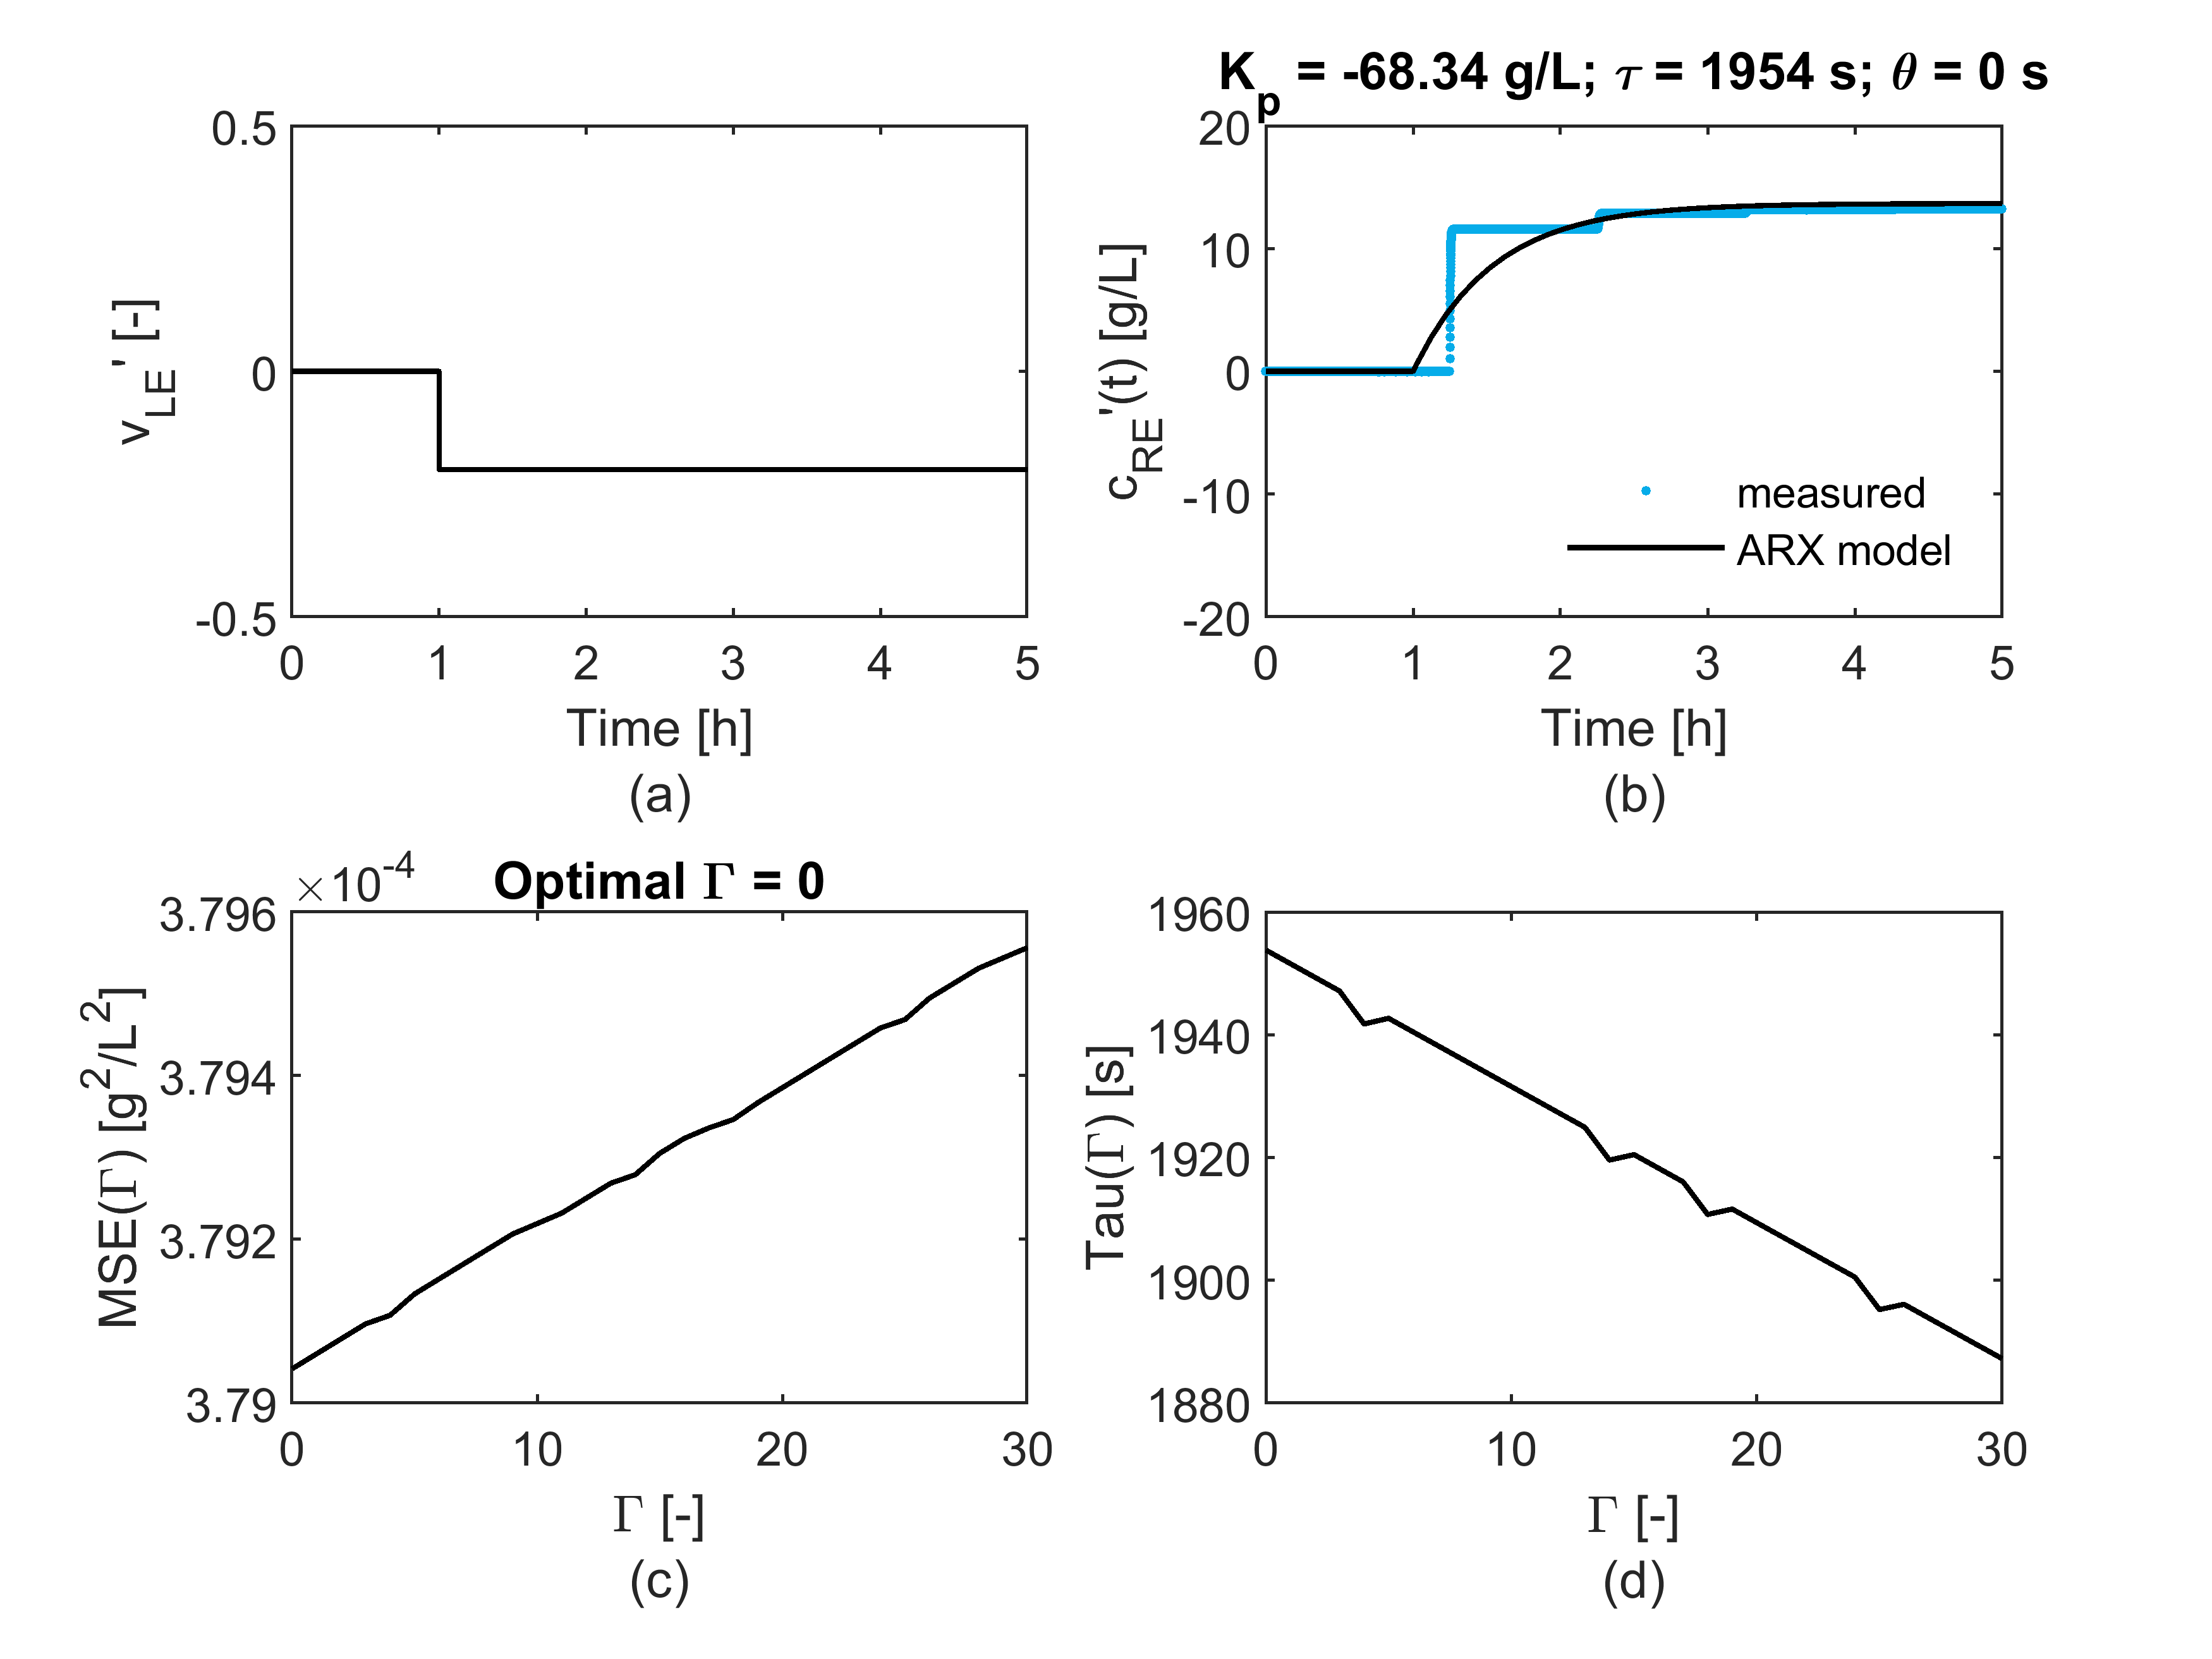 0.5
0
-0.5
v_LE' [-]
0 1 2 3 4 5
Time [h]
(a)
K_p = -68.34 g/L; τ = 1954 s; θ = 0 s
20
10
0
-10
-20
c_RE'(t) [g/L]
measured
ARX model
0 1 2 3 4 5
Time [h]
(b)
×10^-4
Optimal Γ = 0
3.796
3.794
3.792
3.79
MSE(Γ) [g^2/L^2]
0 10 20 30
Γ [-]
(c)
1960
1940
1920
1900
1880
Tau(Γ) [s]
0 10 20 30
Γ [-]
(d)